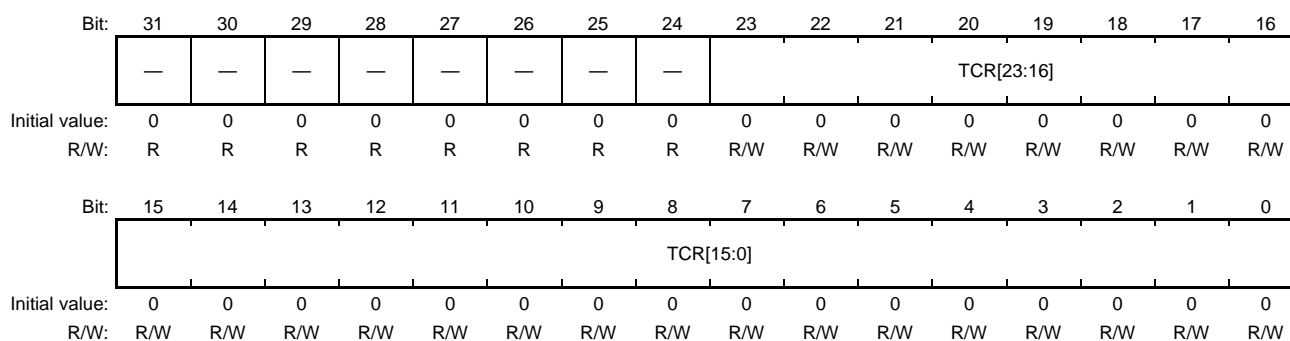 Bit: 31 30 29 28 27 26 25 24 23 22 21 20 19 18 17 16
— — — — — — — — TCR[23:16]
Initial value: 0 0 0 0 0 0 0 0 0 0 0 0 0 0 0 0
R/W: R R R R R R R R R/W R/W R/W R/W R/W R/W R/W R/W
Bit: 15 14 13 12 11 10 9 8 7 6 5 4 3 2 1 0
TCR[15:0]
Initial value: 0 0 0 0 0 0 0 0 0 0 0 0 0 0 0 0
R/W: R/W R/W R/W R/W R/W R/W R/W R/W R/W R/W R/W R/W R/W R/W R/W R/W